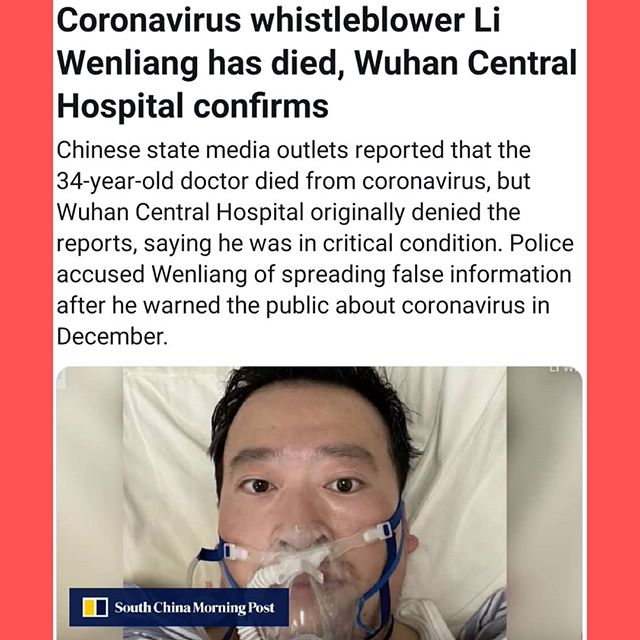 Coronavirus whistleblower Li
Wenliang has died, Wuhan Central
Hospital confirms
Chinese state media outlets reported that the
34-year-old doctor died from coronavirus, but
Wuhan Central Hospital originally denied the
reports, saying he was in critical condition. Police
accused Wenliang of spreading false information
after he warned the public about coronavirus in
December.
South China Morning Post